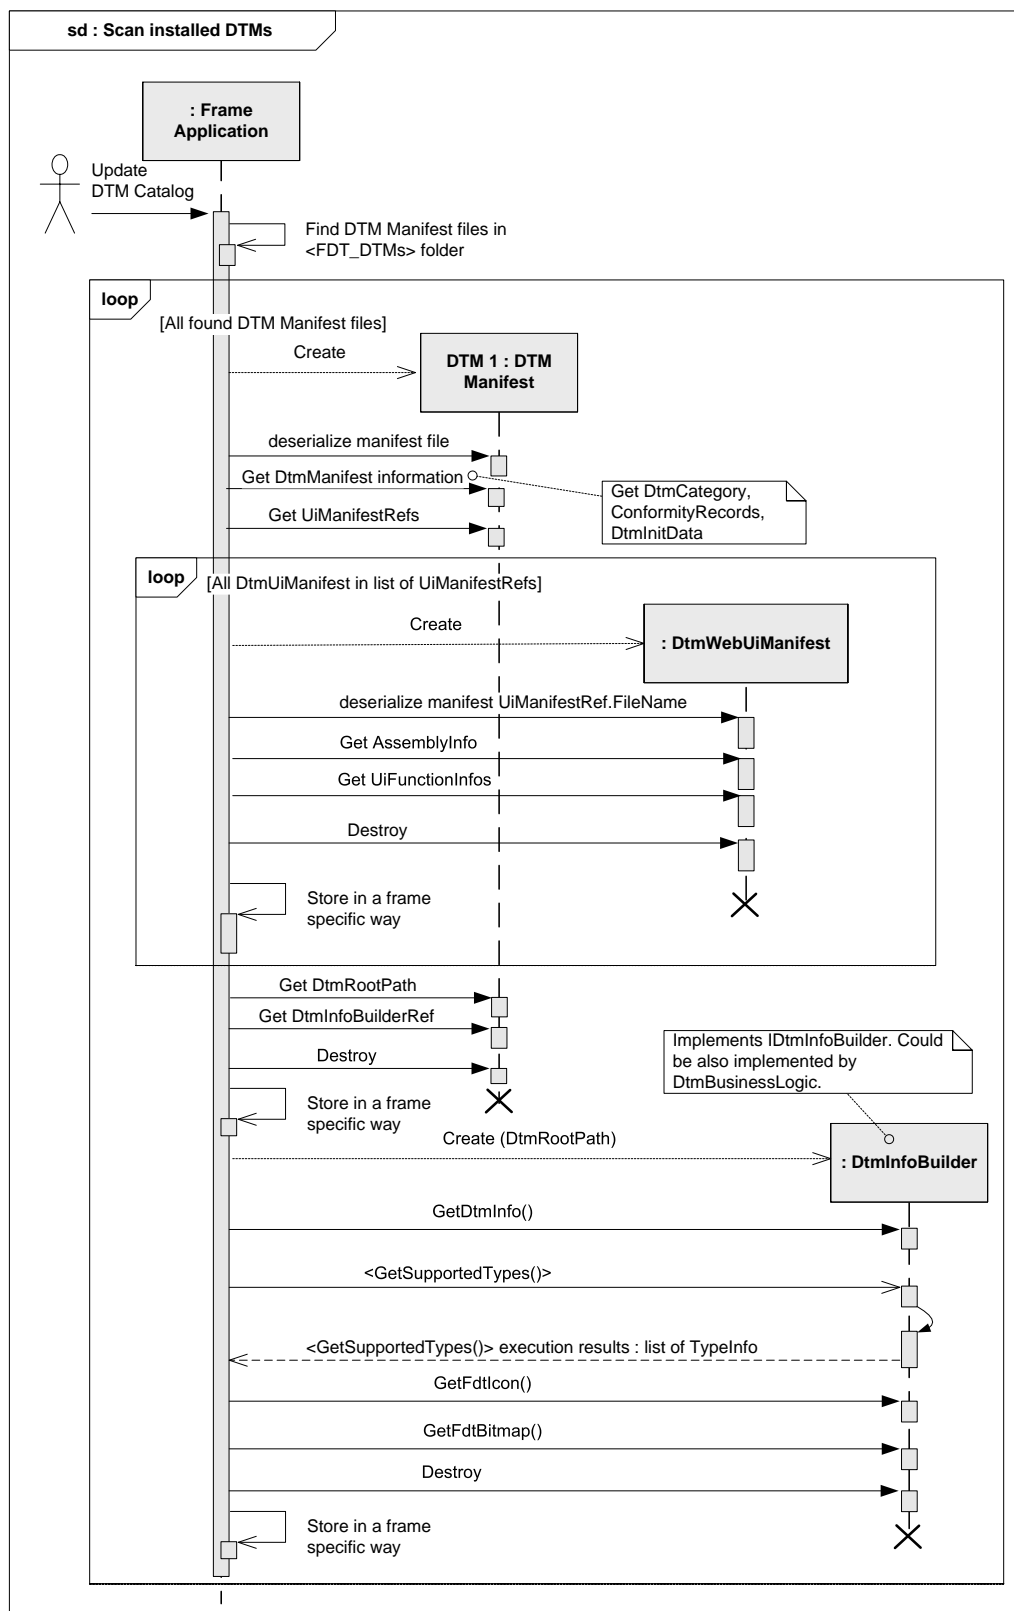 sd : Scan installed DTMs
: Frame
Application
Update
DTM Catalog
Find DTM Manifest files in
<FDT_DTMs> folder
loop
[All found DTM Manifest files]
Create
DTM 1 : DTM
Manifest
deserialize manifest file
Get DtmManifest information
Get DtmCategory,
ConformityRecords,
DtmInitData
Get UiManifestRefs
loop
[All DtmUiManifest in list of UiManifestRefs]
Create
: DtmWebUiManifest
deserialize manifest UiManifestRef.FileName
Get AssemblyInfo
Get UiFunctionInfos
Destroy
Store in a frame
specific way
Get DtmRootPath
Get DtmInfoBuilderRef
Implements IDtmInfoBuilder. Could
be also implemented by
DtmBusinessLogic.
Destroy
Store in a frame
specific way
Create (DtmRootPath)
: DtmInfoBuilder
GetDtmInfo()
<GetSupportedTypes()>
<GetSupportedTypes()> execution results : list of TypeInfo
GetFdtIcon()
GetFdtBitmap()
Destroy
Store in a frame
specific way